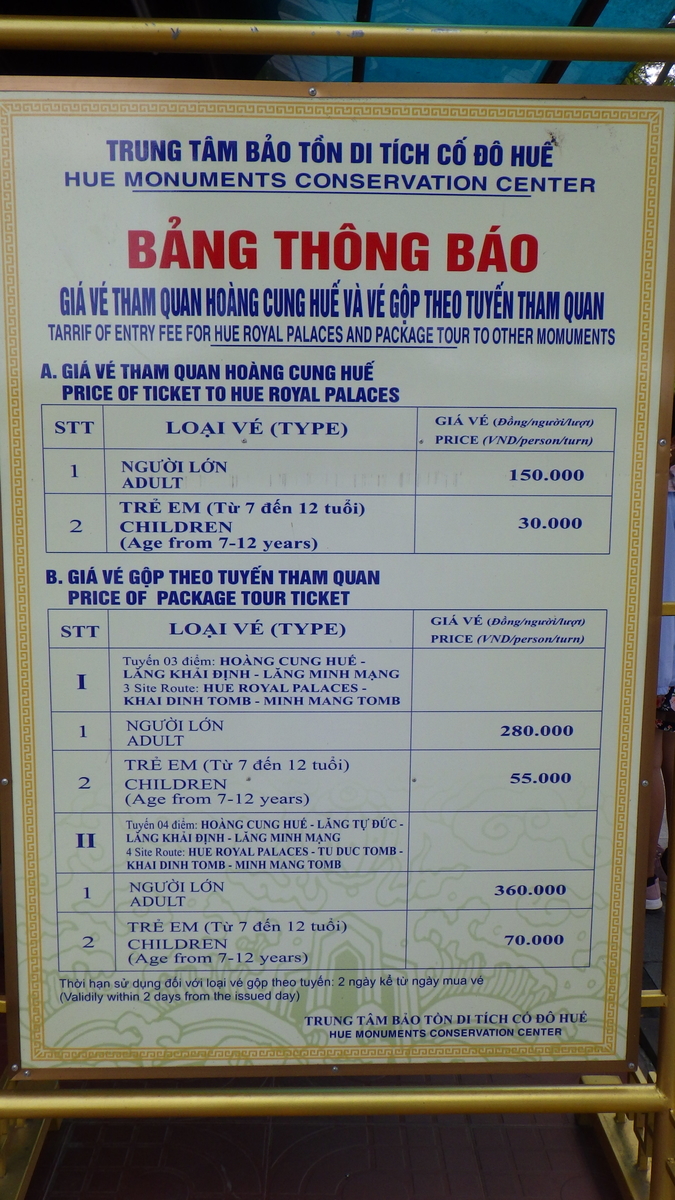 TRUNG TÂM BẢO TỒN DI TÍCH CỐ ĐÔ HUẾ
HUE MONUMENTS CONSERVATION CENTER
BẢNG THÔNG BÁO
GIÁ VÉ THAM QUAN HOÀNG CUNG HUẾ VÀ VÉ GỘP THEO TUYẾN THAM QUAN
TARRIF OF ENTRY FEE FOR HUE ROYAL PALACES AND PACKAGE TOUR TO OTHER MOMUMENTS
A. GIÁ VÉ THAM QUAN HOÀNG CUNG HUẾ
PRICE OF TICKET TO HUE ROYAL PALACES
STT
LOẠI VÉ (TYPE)
GIÁ VÉ (Đồng/người/lượt)
PRICE (VND/person/turn)
1
NGƯỜI LỚN
ADULT
150.000
2
TRẺ EM (Từ 7 đến 12 tuổi)
CHILDREN
(Age from 7-12 years)
30.000
B. GIÁ VÉ GỘP THEO TUYẾN THAM QUAN
PRICE OF PACKAGE TOUR TICKET
STT
LOẠI VÉ (TYPE)
GIÁ VÉ (Đồng/người/lượt)
PRICE (VND/person/turn)
I
Tuyến 03 điểm: HOÀNG CUNG HUẾ -
LĂNG KHẢI ĐỊNH - LĂNG MINH MẠNG
3 Site Route: HUE ROYAL PALACES -
KHAI DINH TOMB - MINH MANG TOMB
1
NGƯỜI LỚN
ADULT
280.000
2
TRẺ EM (Từ 7 đến 12 tuổi)
CHILDREN
(Age from 7-12 years)
55.000
II
Tuyến 04 điểm: HOÀNG CUNG HUẾ - LĂNG TỰ ĐỨC -
LĂNG KHẢI ĐỊNH - LĂNG MINH MẠNG
4 Site Route: HUE ROYAL PALACES - TU DUC TOMB -
KHAI DINH TOMB - MINH MANG TOMB
1
NGƯỜI LỚN
ADULT
360.000
2
TRẺ EM (Từ 7 đến 12 tuổi)
CHILDREN
(Age from 7-12 years)
70.000
Thời hạn sử dụng đối với loại vé gộp theo tuyến: 2 ngày kể từ ngày mua vé
(Validily within 2 days from the issued day)
TRUNG TÂM BẢO TỒN DI TÍCH CỐ ĐÔ HUẾ
HUE MONUMENTS CONSERVATION CENTER